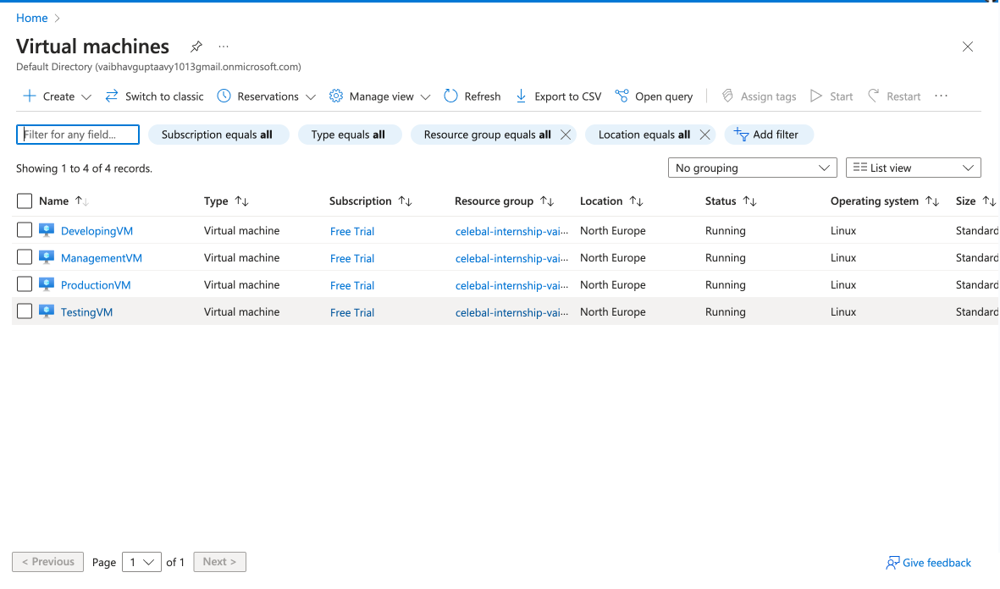 Home
Virtual machines
Default Directory (vaibhavguptaavy1013gmail.onmicrosoft.com)
Create Switch to classic Reservations Manage view Refresh Export to CSV Open query Assign tags Start Restart
Filter for any field... Subscription equals all Type equals all Resource group equals all Location equals all Add filter
Showing 1 to 4 of 4 records. No grouping List view
Name Type Subscription Resource group Location Status Operating system Size
DevelopingVM Virtual machine Free Trial celebal-internship-vai... North Europe Running Linux Standard
ManagementVM Virtual machine Free Trial celebal-internship-vai... North Europe Running Linux Standard
ProductionVM Virtual machine Free Trial celebal-internship-vai... North Europe Running Linux Standard
TestingVM Virtual machine Free Trial celebal-internship-vai... North Europe Running Linux Standard
< Previous Page 1 of 1 Next > Give feedback